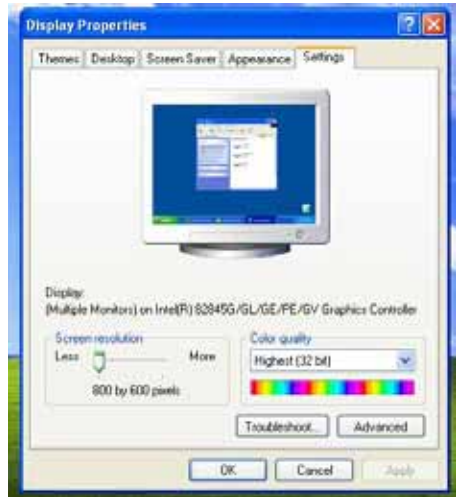 Display Properties
Themes Desktop Screen Saver Appearance Settings
Display:
(Multiple Monitors) on Intel(R) 82845G/GL/GE/PE/GV Graphics Controller
Screen resolution
Less More
800 by 600 pixels
Color quality
Highest (32 bit)
Troubleshoot... Advanced
OK Cancel Apply